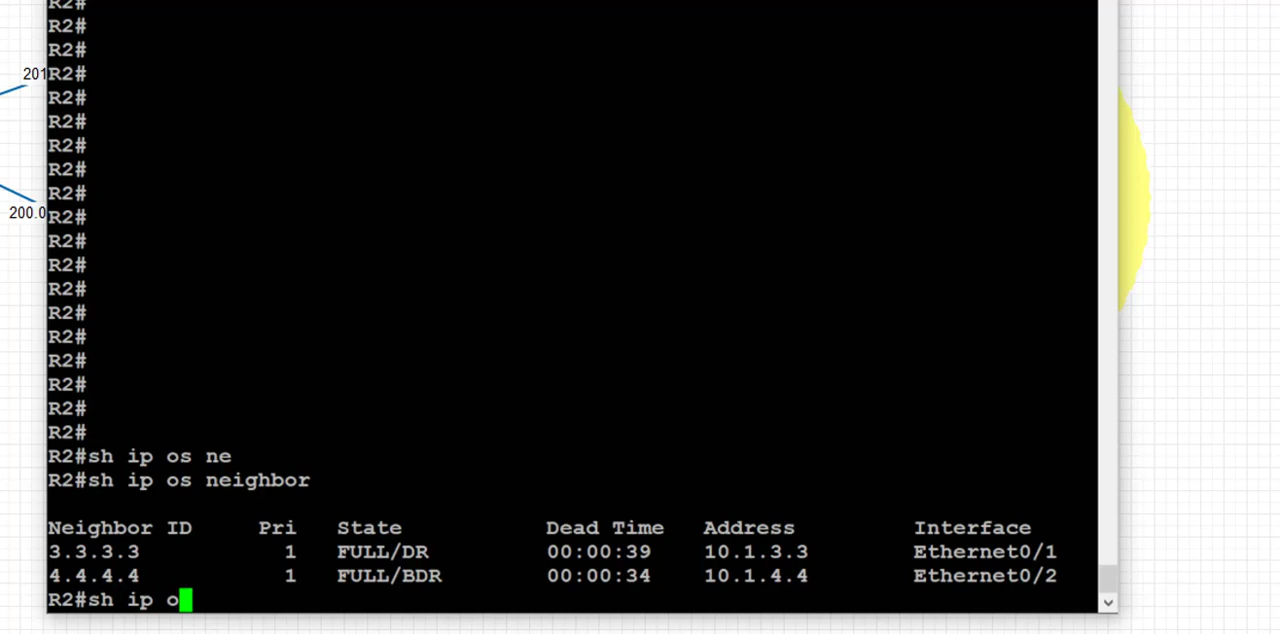 R2#
R2#
R2#
201
R2#
R2#
R2#
R2#
R2#
R2#
200.0
R2#
R2#
R2#
R2#
R2#
R2#
R2#
R2#
R2#
R2#
R2#sh ip os ne
R2#sh ip os neighbor
Neighbor ID Pri State Dead Time Address Interface
3.3.3.3 1 FULL/DR 00:00:39 10.1.3.3 Ethernet0/1
4.4.4.4 1 FULL/BDR 00:00:34 10.1.4.4 Ethernet0/2
R2#sh ip o